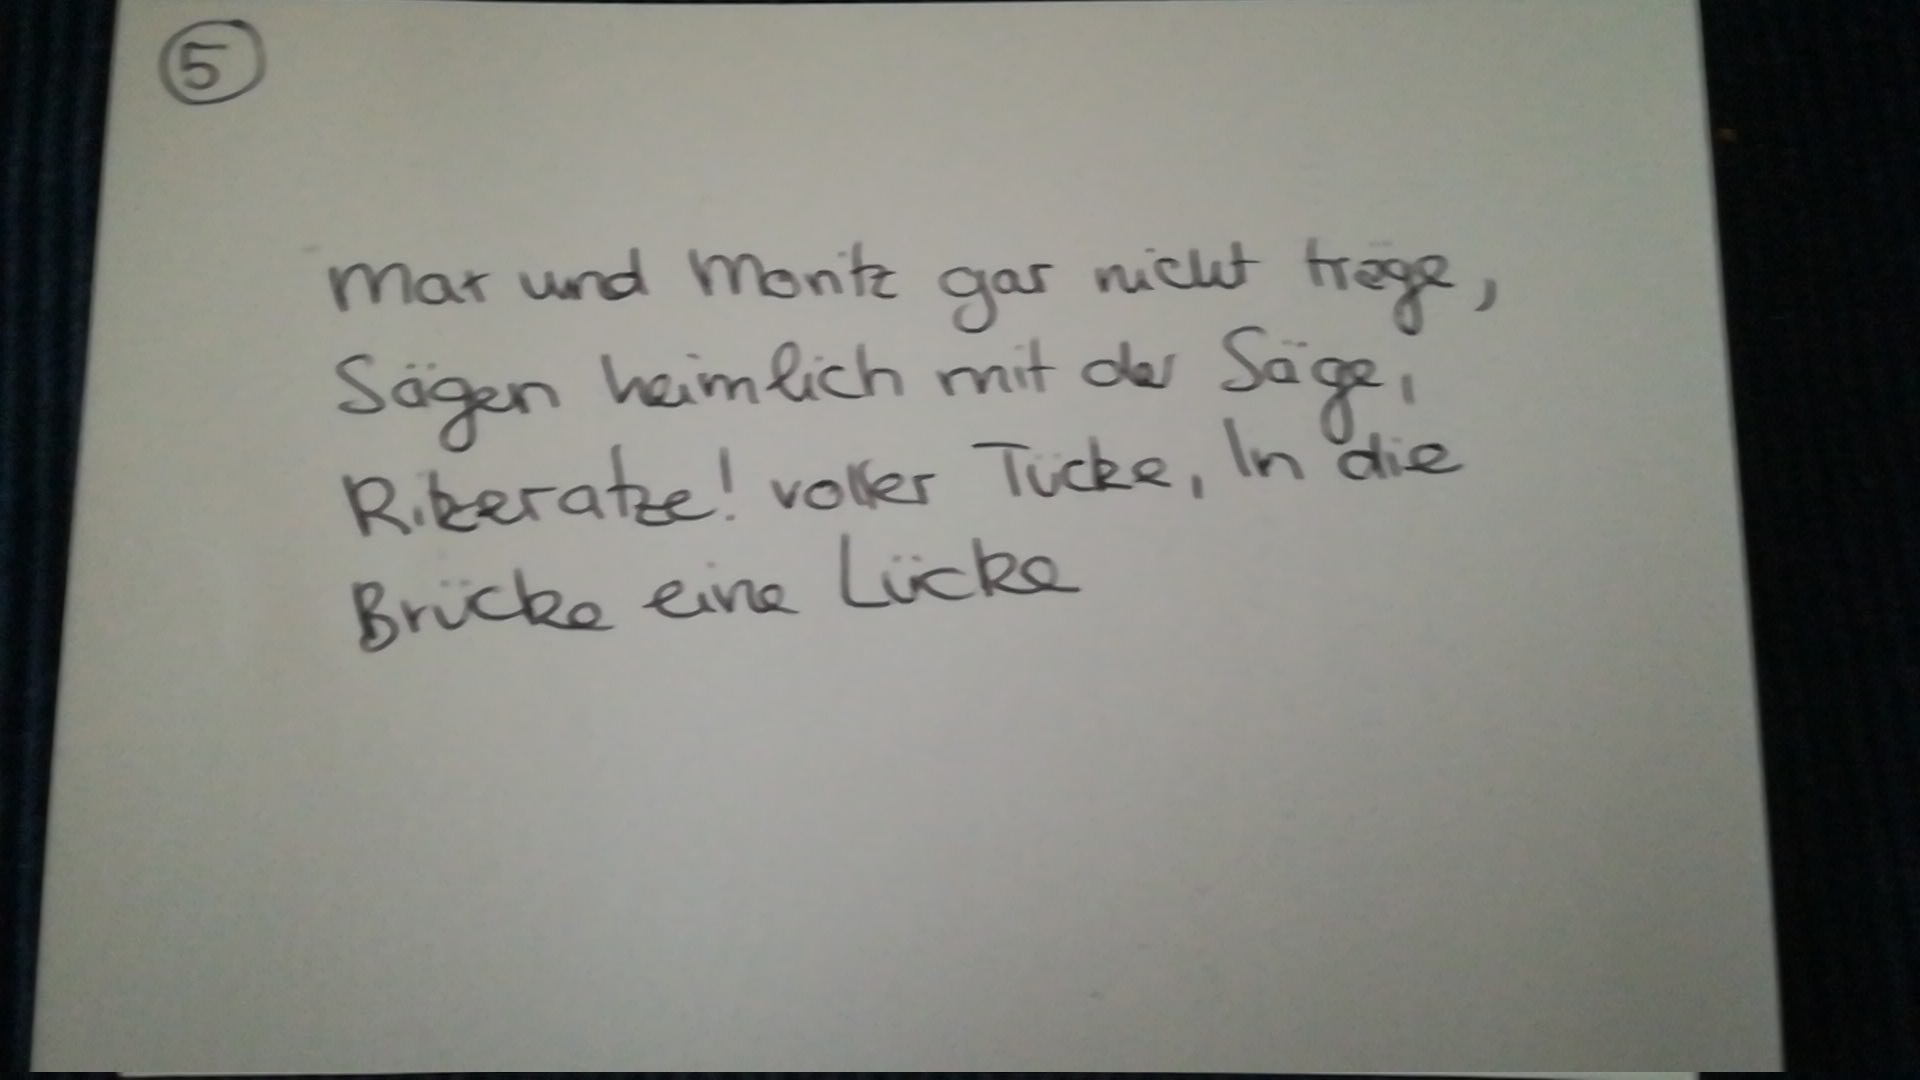 5
Max und Moritz gar nicht träge,
Sägen heimlich mit der Säge,
Ritzeratze! voller Tücke, In die
Brücke eine Lücke